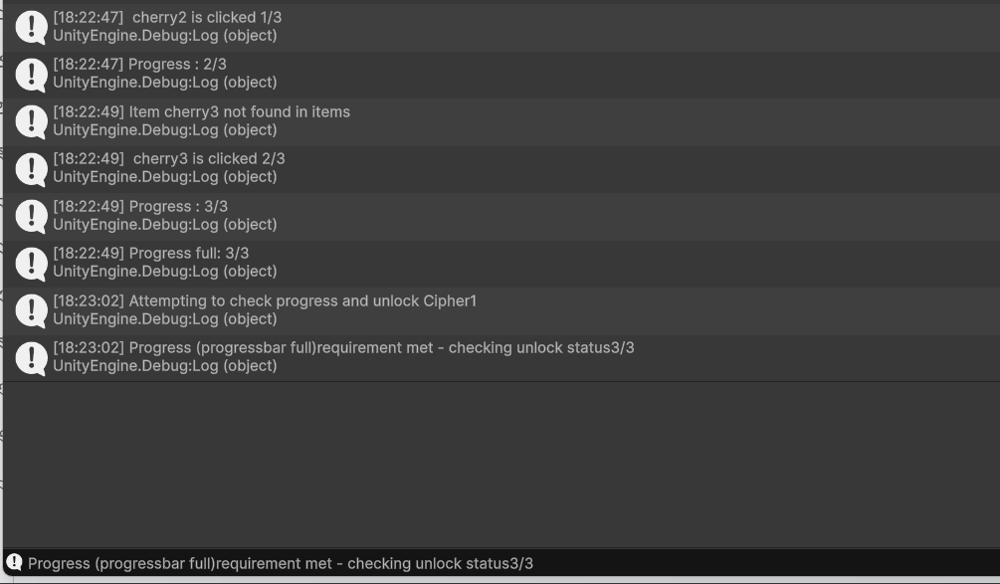 [18:22:47]  cherry2 is clicked 1/3
UnityEngine.Debug:Log (object)
[18:22:47] Progress : 2/3
UnityEngine.Debug:Log (object)
[18:22:49] Item cherry3 not found in items
UnityEngine.Debug:Log (object)
[18:22:49]  cherry3 is clicked 2/3
UnityEngine.Debug:Log (object)
[18:22:49] Progress : 3/3
UnityEngine.Debug:Log (object)
[18:22:49] Progress full: 3/3
UnityEngine.Debug:Log (object)
[18:23:02] Attempting to check progress and unlock Cipher1
UnityEngine.Debug:Log (object)
[18:23:02] Progress (progressbar full)requirement met - checking unlock status3/3
UnityEngine.Debug:Log (object)
Progress (progressbar full)requirement met - checking unlock status3/3